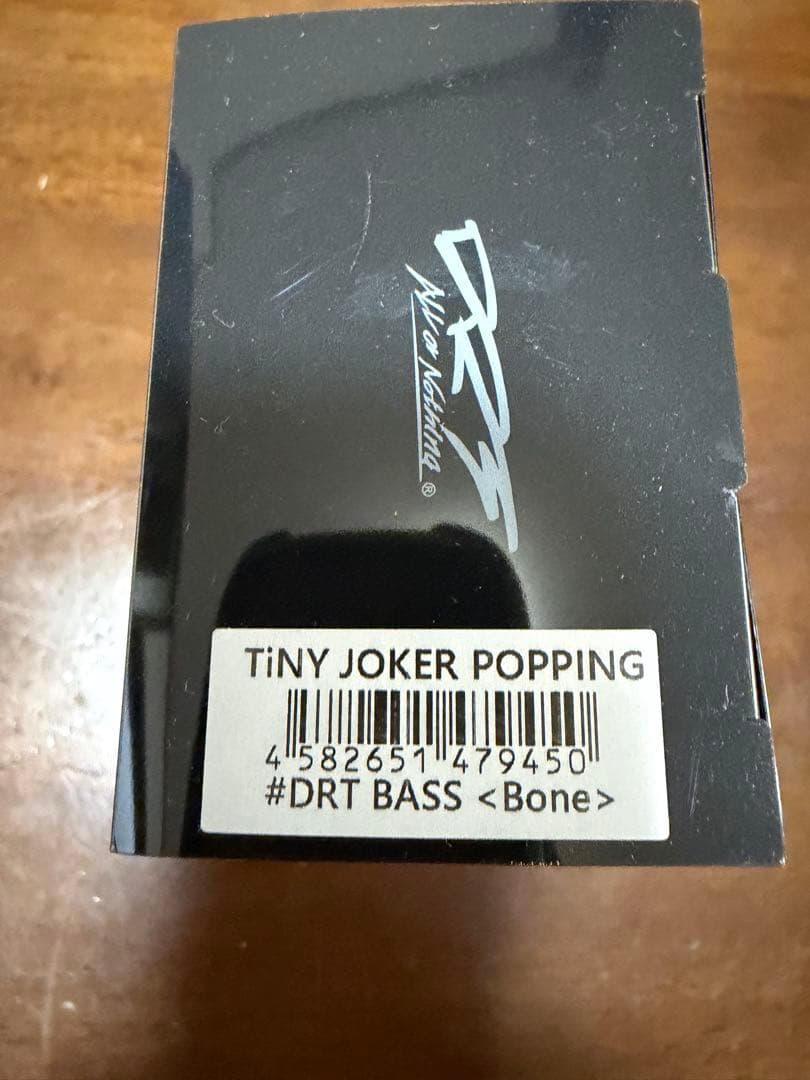 DRT
All or Nothing®
TiNY JOKER POPPING
4 582651 479450
#DRT BASS <Bone>